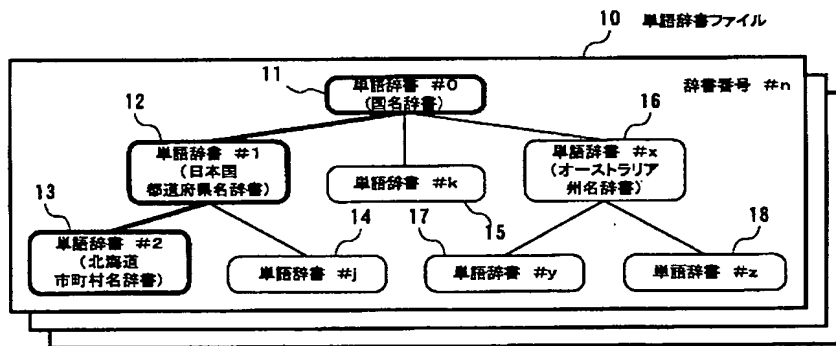 10 単語辞書ファイル
11
単語辞書 #0
(国名辞書)
辞書番号 #n
12
16
単語辞書 #1
(日本国
都道府県名辞書)
単語辞書 #k
単語辞書 #x
(オーストラリア
州名辞書)
13
14
17
15
18
単語辞書 #2
(北海道
市町村名辞書)
単語辞書 #j
単語辞書 #y
単語辞書 #z